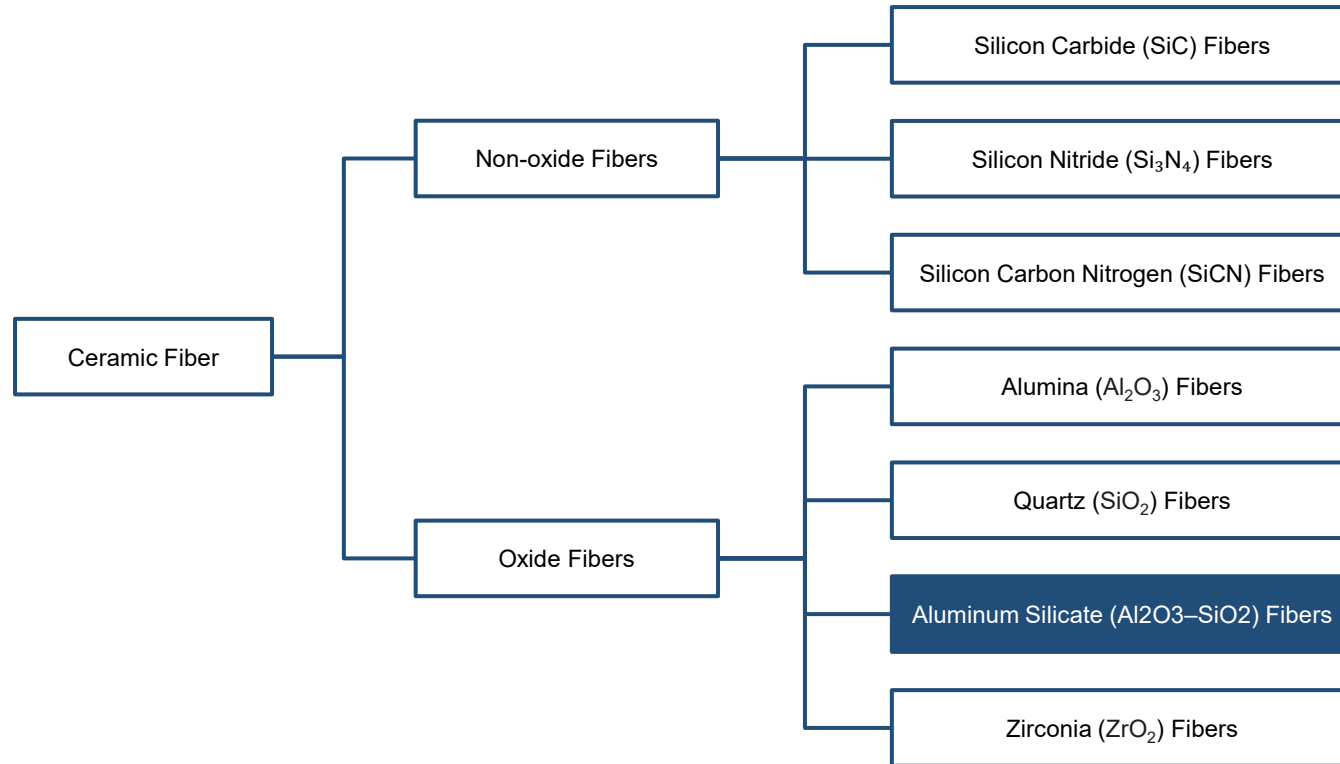 Silicon Carbide (SiC) Fibers
Non-oxide Fibers
Silicon Nitride (Si₃N₄) Fibers
Silicon Carbon Nitrogen (SiCN) Fibers
Ceramic Fiber
Alumina (Al₂O₃) Fibers
Quartz (SiO₂) Fibers
Oxide Fibers
Aluminum Silicate (Al2O3–SiO2) Fibers
Zirconia (ZrO₂) Fibers